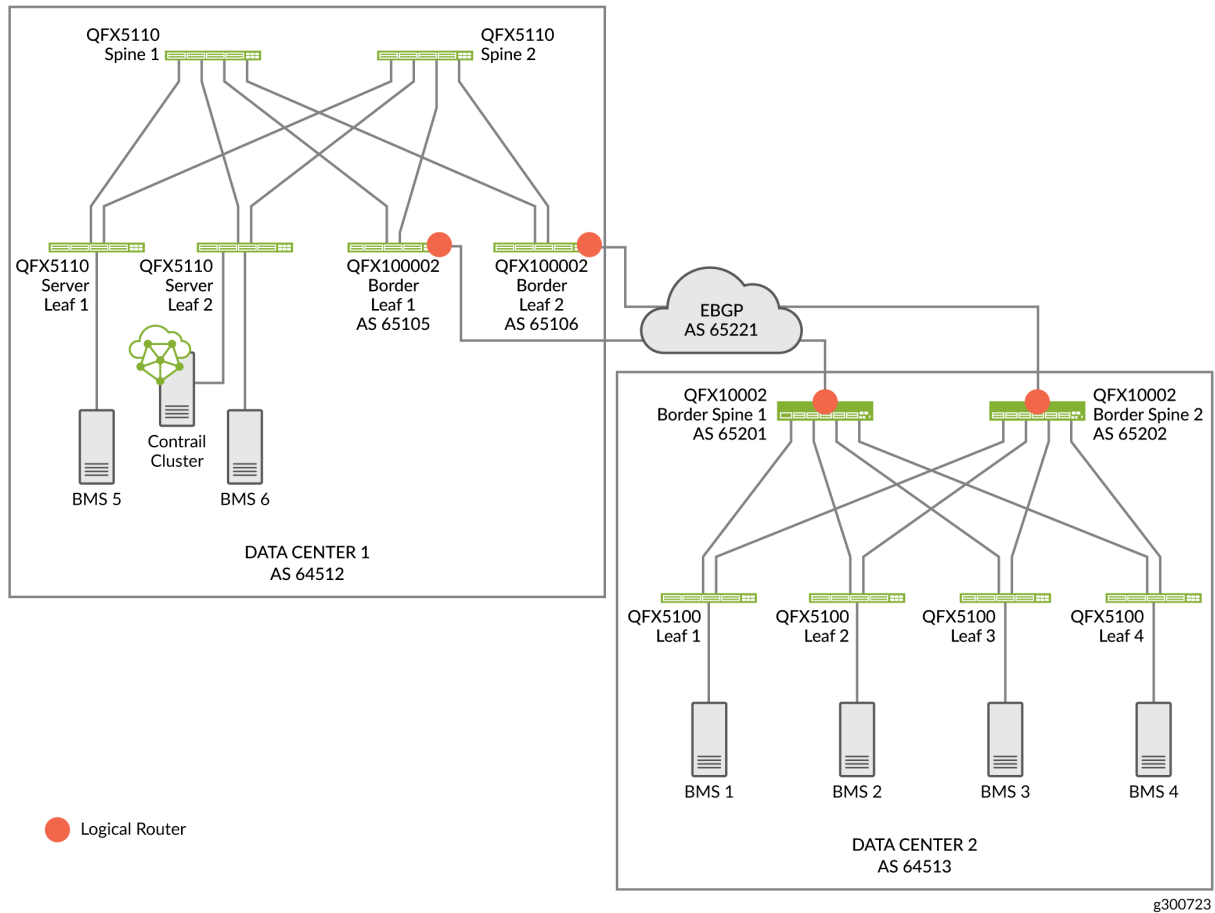 QFX5110
Spine 1
QFX5110
Spine 2
QFX5110
Server
Leaf 1
QFX5110
Server
Leaf 2
QFX100002
Border
Leaf 1
AS 65105
QFX100002
Border
Leaf 2
AS 65106
EBGP
AS 65221
Contrail
Cluster
BMS 5
BMS 6
DATA CENTER 1
AS 64512
QFX10002
Border Spine 1
AS 65201
QFX10002
Border Spine 2
AS 65202
QFX5100
Leaf 1
QFX5100
Leaf 2
QFX5100
Leaf 3
QFX5100
Leaf 4
BMS 1
BMS 2
BMS 3
BMS 4
DATA CENTER 2
AS 64513
Logical Router
g300723